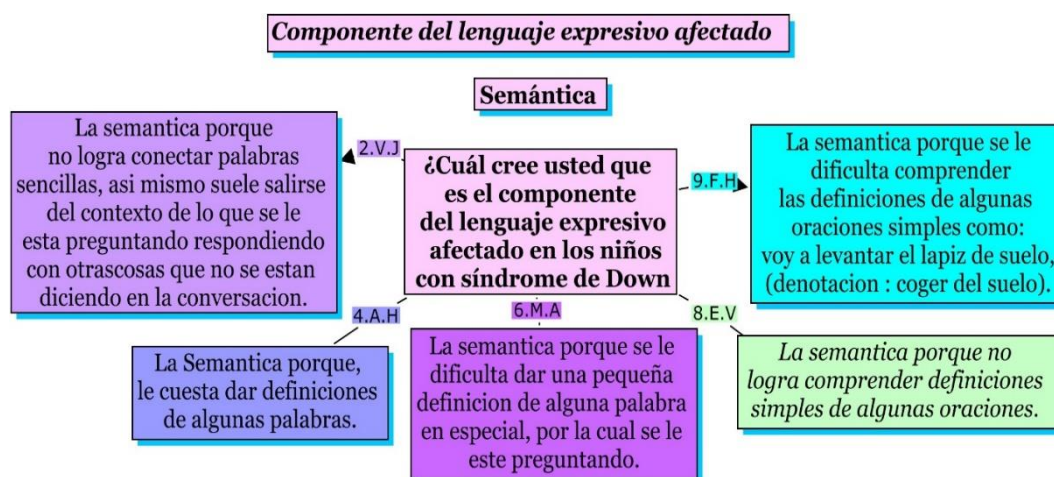 Componente del lenguaje expresivo afectado
Semántica
La semantica porque
no logra conectar palabras
sencillas, asi mismo suele salirse
del contexto de lo que se le
esta preguntando respondiendo
con otrascosas que no se estan
diciendo en la conversacion.
2.V.J
¿Cuál cree usted que
es el componente
del lenguaje expresivo
afectado en los niños
con síndrome de Down
9.F.H
La semantica porque se le
dificulta comprender
las definiciones de algunas
oraciones simples como:
voy a levantar el lapiz de suelo,
(denotacion : coger del suelo).
4.A.H
6.M.A
8.E.V
La Semantica porque,
le cuesta dar definiciones
de algunas palabras.
La semantica porque se le
dificulta dar una pequeña
definicion de alguna palabra
en especial, por la cual se le
este preguntando.
La semantica porque no
logra comprender definiciones
simples de algunas oraciones.